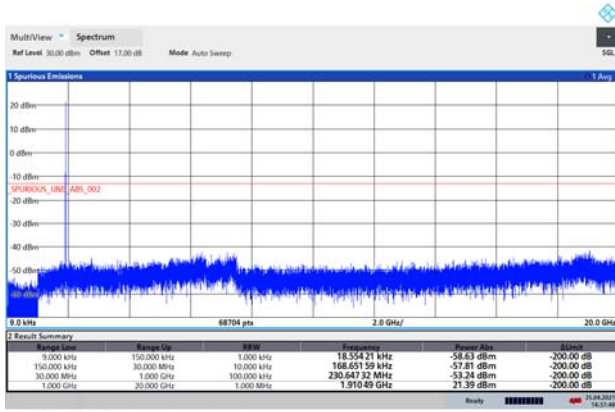 MultiView Spectrum
Ref Level 30.00 dBm Offset 17.00 dB Mode Auto Sweep SGL
1 Spurious Emissions 1 Avg
20 dBm
10 dBm
0 dBm
-10 dBm
_SPURIOUS_LINE_ABS_002
-20 dBm
-30 dBm
-40 dBm
-50 dBm
-60 dBm
9.0 kHz 68704 pts 2.0 GHz/ 20.0 GHz
2 Result Summary
Range Low Range Up RBW Frequency Power Abs ΔLimit
9.000 kHz 150.000 kHz 1.000 kHz 18.554 21 kHz -58.63 dBm -200.00 dB
150.000 kHz 30.000 MHz 10.000 kHz 168.651 59 kHz -57.81 dBm -200.00 dB
30.000 MHz 1.000 GHz 100.000 kHz 230.647 32 MHz -53.24 dBm -200.00 dB
1.000 GHz 20.000 GHz 1.000 MHz 1.910 49 GHz 21.39 dBm -200.00 dB
Ready